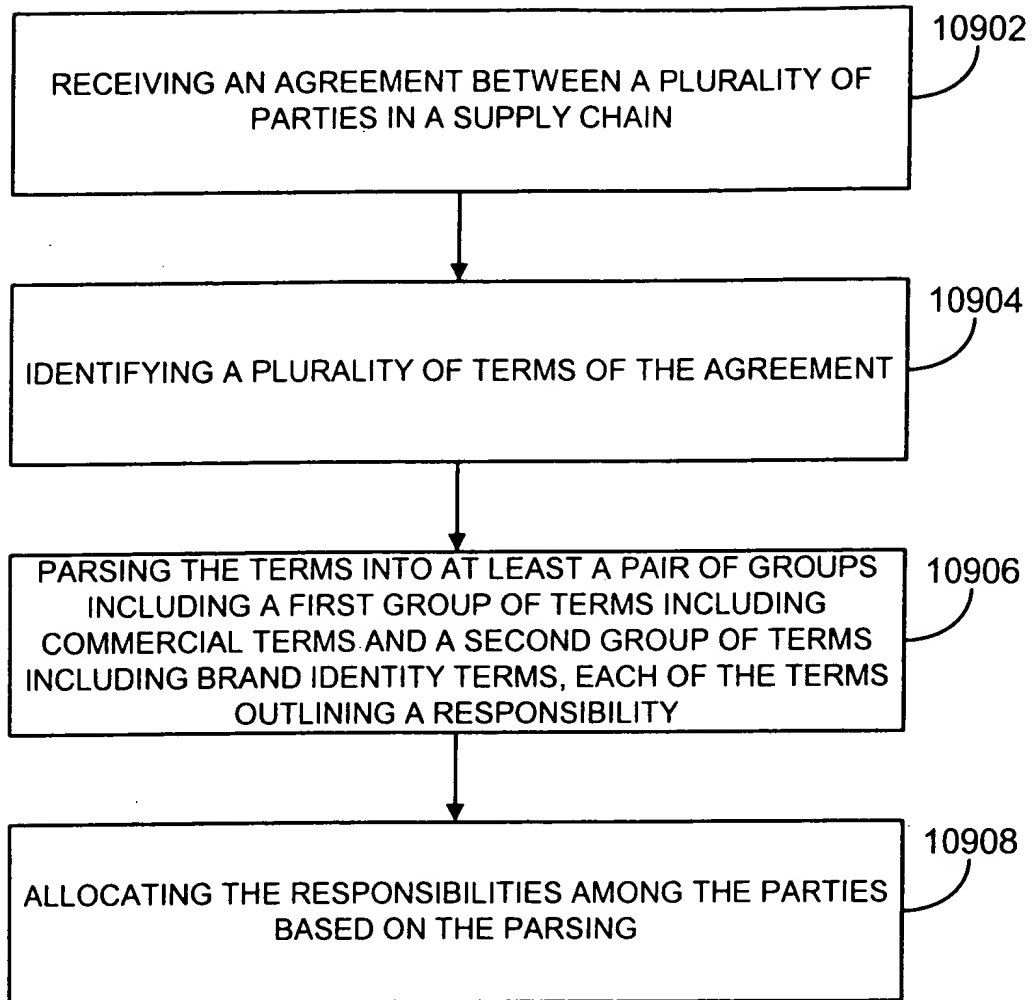 10902
RECEIVING AN AGREEMENT BETWEEN A PLURALITY OF
PARTIES IN A SUPPLY CHAIN
10904
IDENTIFYING A PLURALITY OF TERMS OF THE AGREEMENT
10906
PARSING THE TERMS INTO AT LEAST A PAIR OF GROUPS
INCLUDING A FIRST GROUP OF TERMS INCLUDING
COMMERCIAL TERMS AND A SECOND GROUP OF TERMS
INCLUDING BRAND IDENTITY TERMS, EACH OF THE TERMS
OUTLINING A RESPONSIBILITY
10908
ALLOCATING THE RESPONSIBILITIES AMONG THE PARTIES
BASED ON THE PARSING